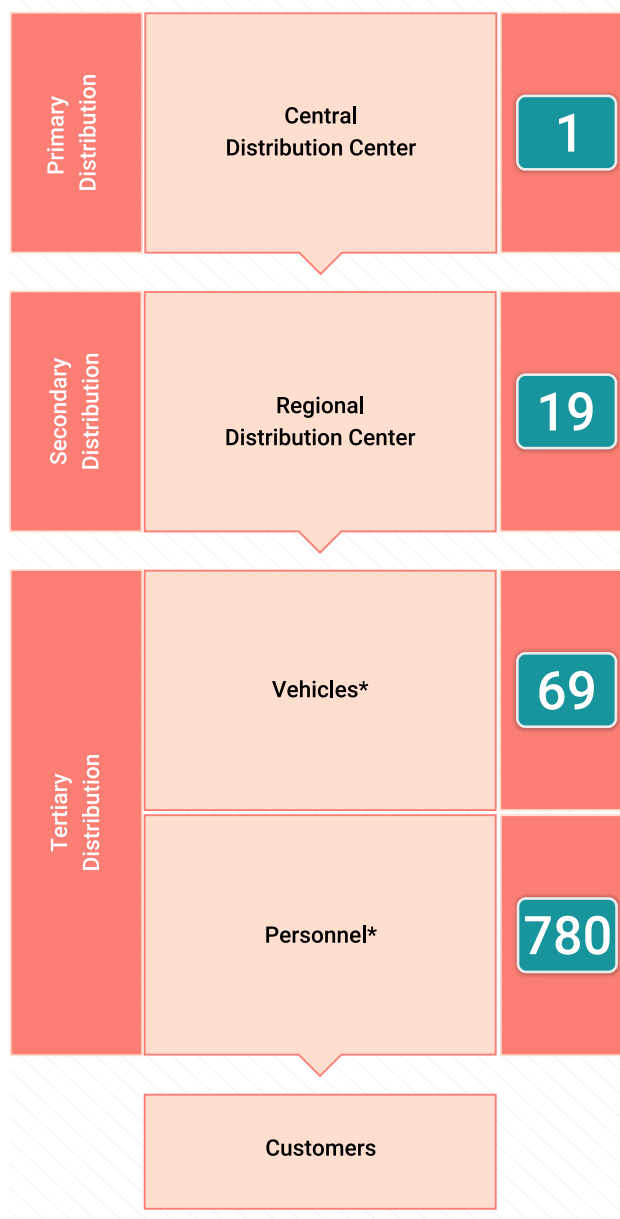 Primary
Distribution
Central
Distribution Center
1
Secondary
Distribution
Regional
Distribution Center
19
Tertiary
Distribution
Vehicles*
69
Personnel*
780
Customers